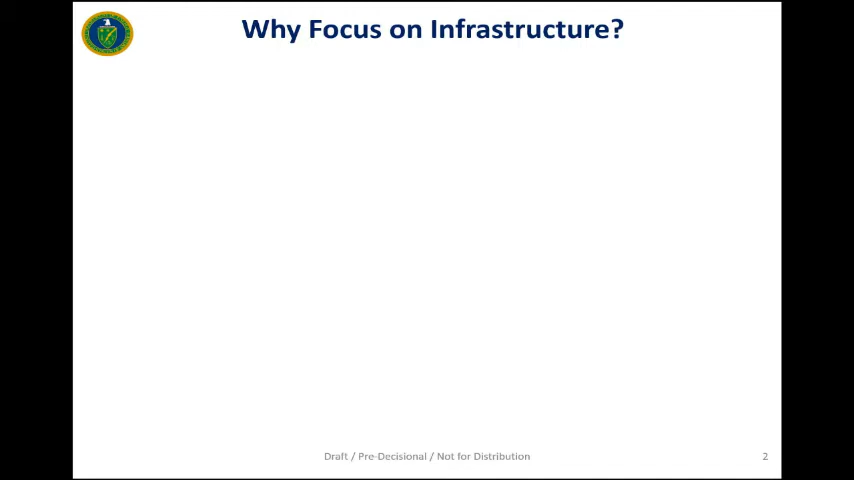 Why Focus on Infrastructure?
Draft / Pre-Decisional / Not for Distribution
2